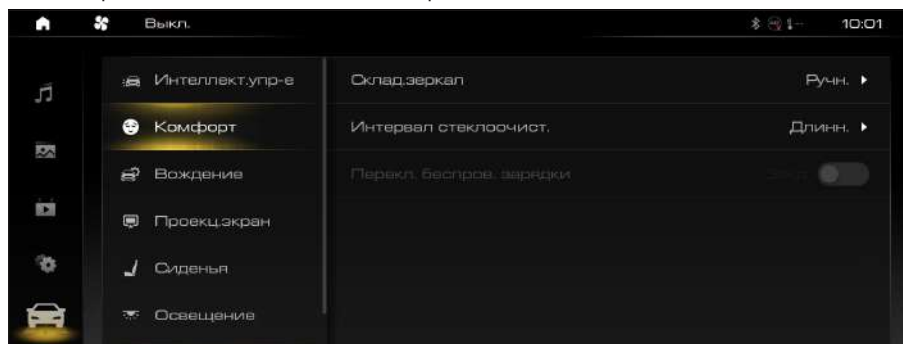 Выкл.
10:01
Интеллект.упр-е
Комфорт
Вождение
Проекц.экран
Сиденья
Освещение
Склад.зеркал
Ручн.
Интервал стеклоочист.
Длинн.
Перекл. беспров. зарядки